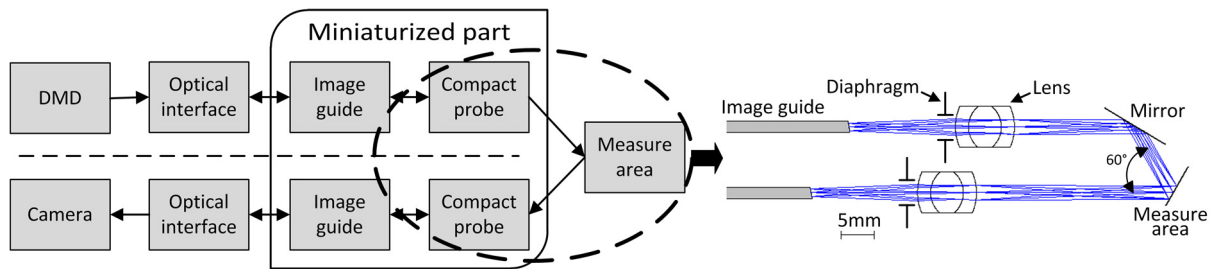 Miniaturized part
DMD
Optical
interface
Image
guide
Compact
probe
Measure
area
Camera
Optical
interface
Image
guide
Compact
probe
Image guide
Diaphragm
Lens
Mirror
60°
Measure
area
5mm